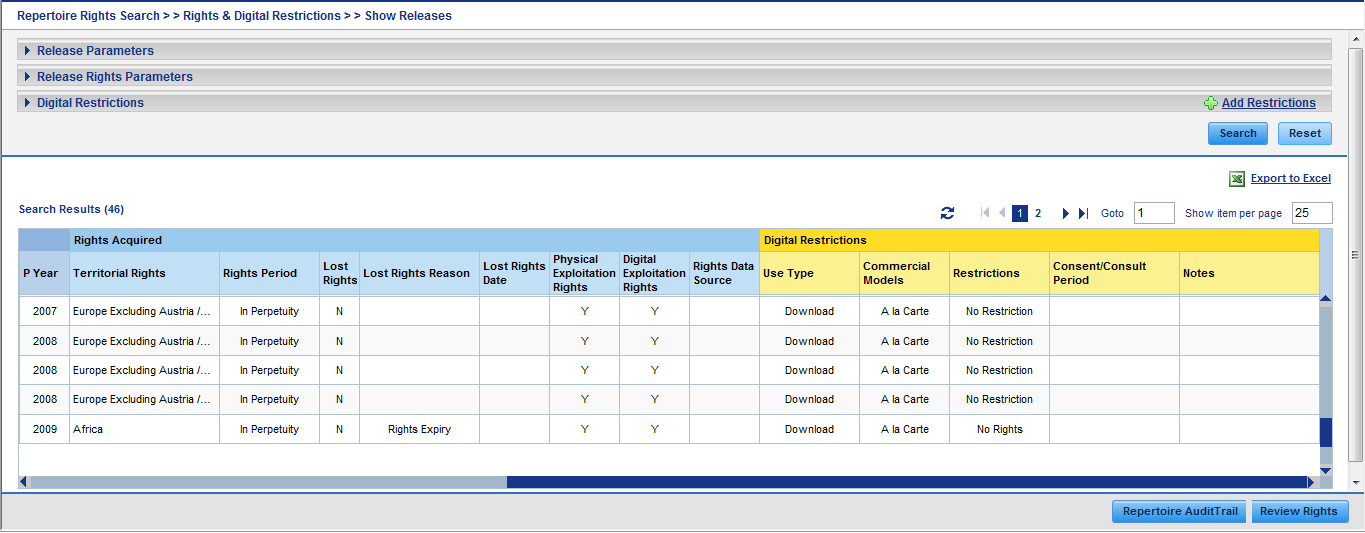 Repertoire Rights Search > > Rights & Digital Restrictions > > Show Releases
Release Parameters
Release Rights Parameters
Digital Restrictions Add Restrictions
Search Reset
Export to Excel
Search Results (46) 1 2 Goto 1 Show item per page 25
Rights Acquired Digital Restrictions
P Year Territorial Rights Rights Period Lost Rights Lost Rights Reason Lost Rights Date Physical Exploitation Rights Digital Exploitation Rights Rights Data Source Use Type Commercial Models Restrictions Consent/Consult Period Notes
2007 Europe Excluding Austria /... In Perpetuity N Y Y Download A la Carte No Restriction
2008 Europe Excluding Austria /... In Perpetuity N Y Y Download A la Carte No Restriction
2008 Europe Excluding Austria /... In Perpetuity N Y Y Download A la Carte No Restriction
2008 Europe Excluding Austria /... In Perpetuity N Y Y Download A la Carte No Restriction
2009 Africa In Perpetuity N Rights Expiry Y Y Download A la Carte No Rights
Repertoire AuditTrail Review Rights